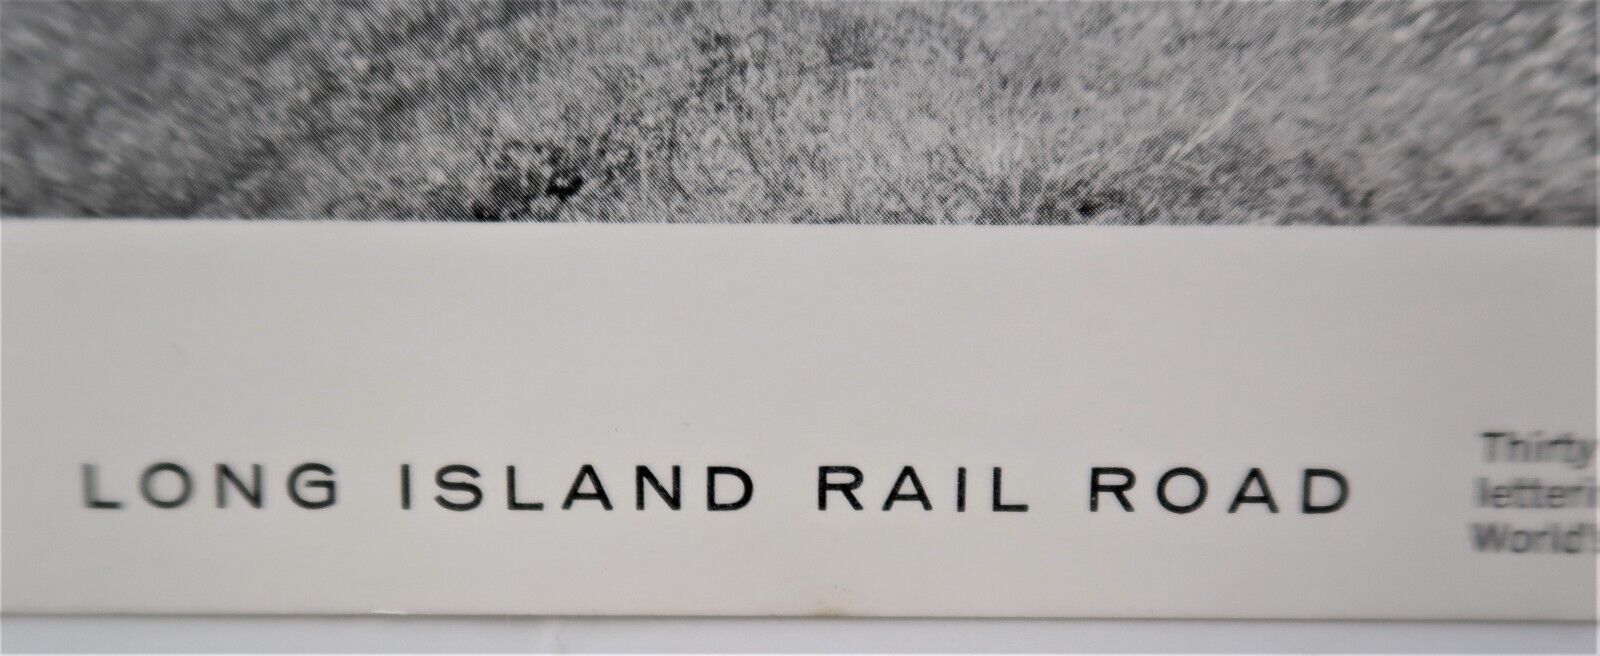 LONG ISLAND RAIL ROAD
Thirty
letteri
World's